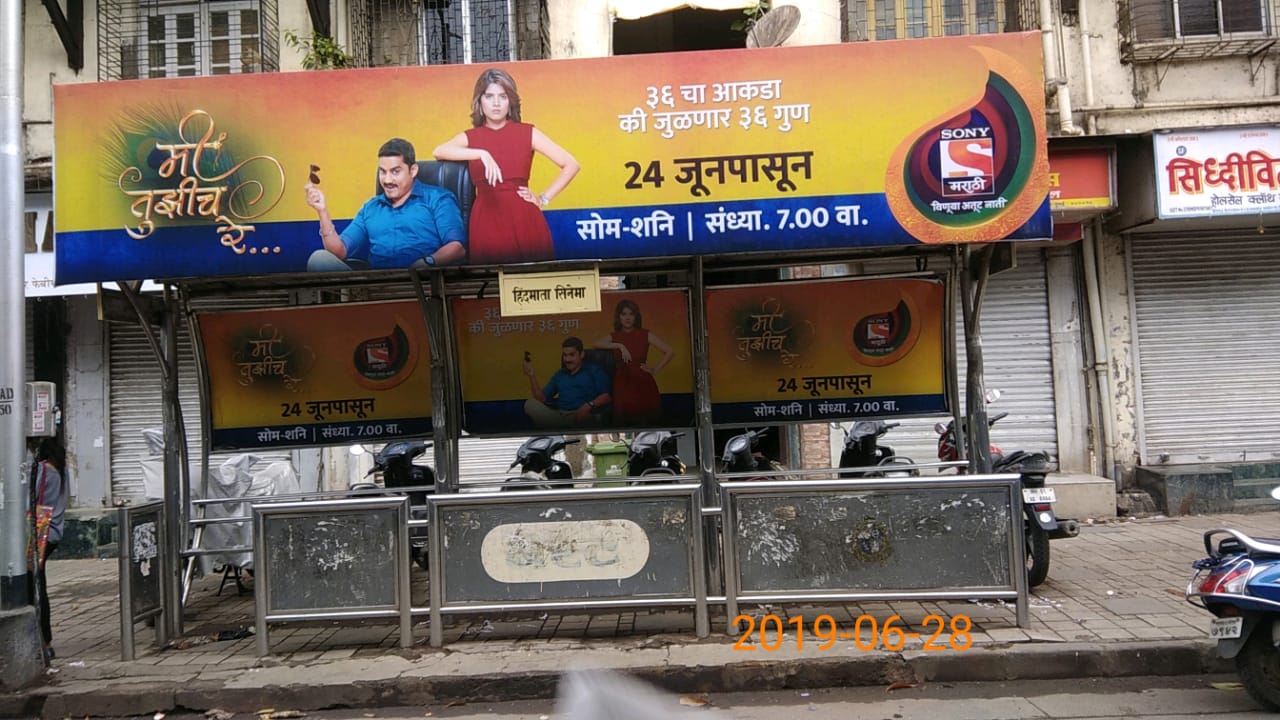 मी
तुझीच
रे...
३६ चा आकडा
की जुळणार ३६ गुण
24 जूनपासून
सोम-शनि | संध्या. 7.00 वा.
SONY
S
मराठी
विणूया अतूट नाती
हिंदमाता सिनेमा
मी
तुझीच
रे...
24 जूनपासून
सोम-शनि | संध्या. 7.00 वा.
की जुळणार ३६ गुण
मी
तुझीच
रे...
24 जूनपासून
सोम-शनि | संध्या. 7.00 वा.
होलसेल क्लॉथ
2019-06-28